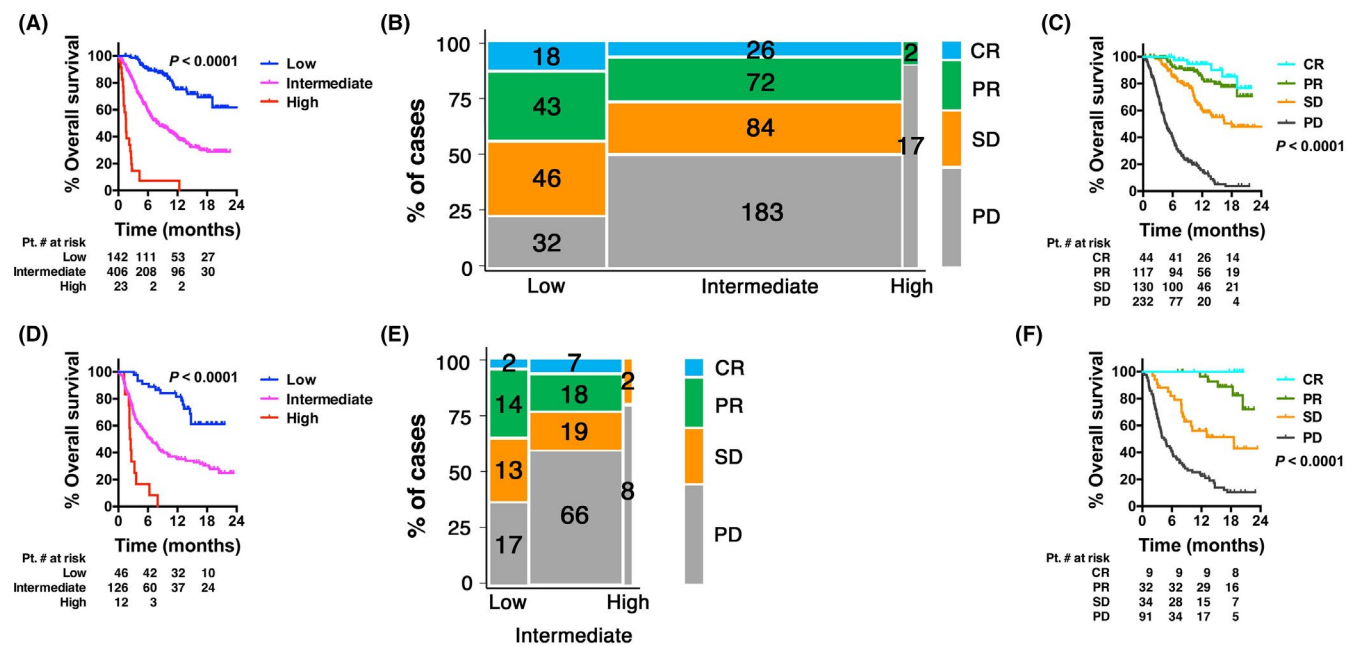 (A)
% Overall survival
100
80
60
40
20
0
0 6 12 18 24
Time (months)
P < 0.0001
Low
Intermediate
High
Pt. # at risk
Low 142 111 53 27
Intermediate 406 208 96 30
High 23 2 2
(B)
% of cases
100
75
50
25
0
18 26 2
43 72
46 84 17
32 183
Low Intermediate High
CR
PR
SD
PD
(C)
% Overall survival
100
80
60
40
20
0
0 6 12 18 24
Time (months)
CR
PR
SD
PD
P < 0.0001
Pt. # at risk
CR 44 41 26 14
PR 117 94 56 19
SD 130 100 46 21
PD 232 77 20 4
(D)
% Overall survival
100
80
60
40
20
0
0 6 12 18 24
Time (months)
P < 0.0001
Low
Intermediate
High
Pt. # at risk
Low 46 42 32 10
Intermediate 126 60 37 24
High 12 3
(E)
% of cases
100
75
50
25
0
2 7 2
14 18
13 19
17 66 8
Low High
Intermediate
CR
PR
SD
PD
(F)
% Overall survival
100
80
60
40
20
0
0 6 12 18 24
Time (months)
CR
PR
SD
PD
P < 0.0001
Pt. # at risk
CR 9 9 9 8
PR 32 32 29 16
SD 34 28 15 7
PD 91 34 17 5